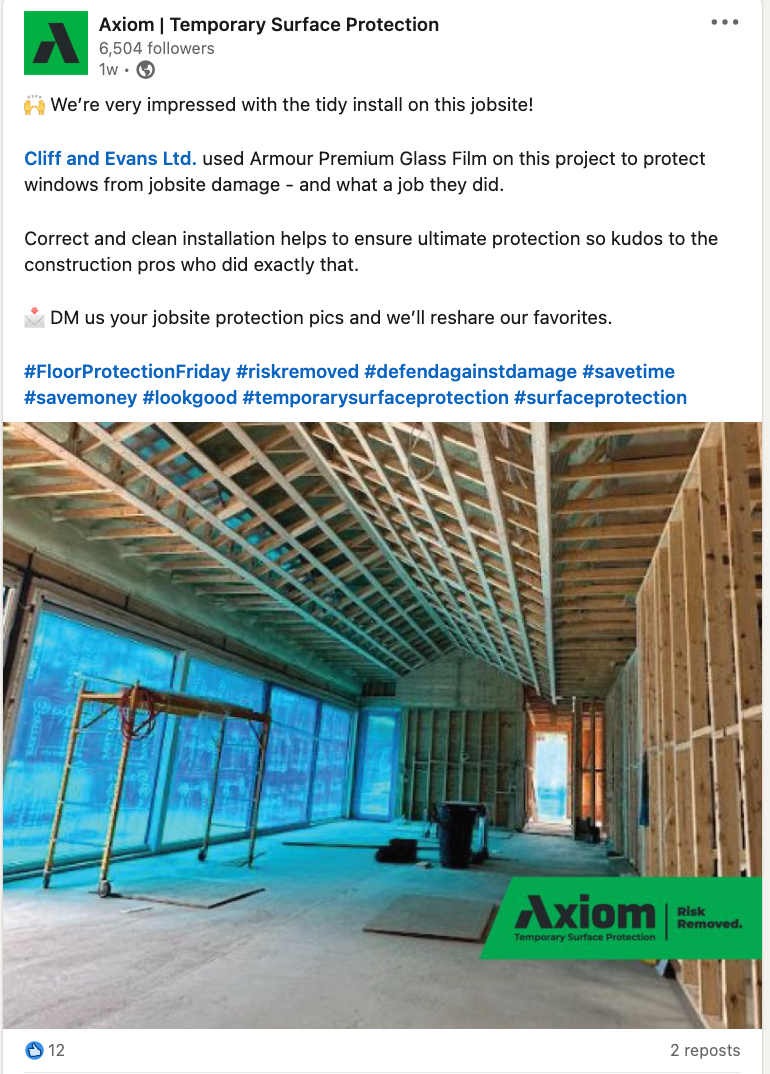 Axiom | Temporary Surface Protection
6,504 followers
1w •
We’re very impressed with the tidy install on this jobsite!
Cliff and Evans Ltd. used Armour Premium Glass Film on this project to protect
windows from jobsite damage - and what a job they did.
Correct and clean installation helps to ensure ultimate protection so kudos to the
construction pros who did exactly that.
DM us your jobsite protection pics and we’ll reshare our favorites.
#FloorProtectionFriday #riskremoved #defendagainstdamage #savetime
#savemoney #lookgood #temporarysurfaceprotection #surfaceprotection
Axiom
Temporary Surface Protection
Risk
Removed.
12
2 reposts